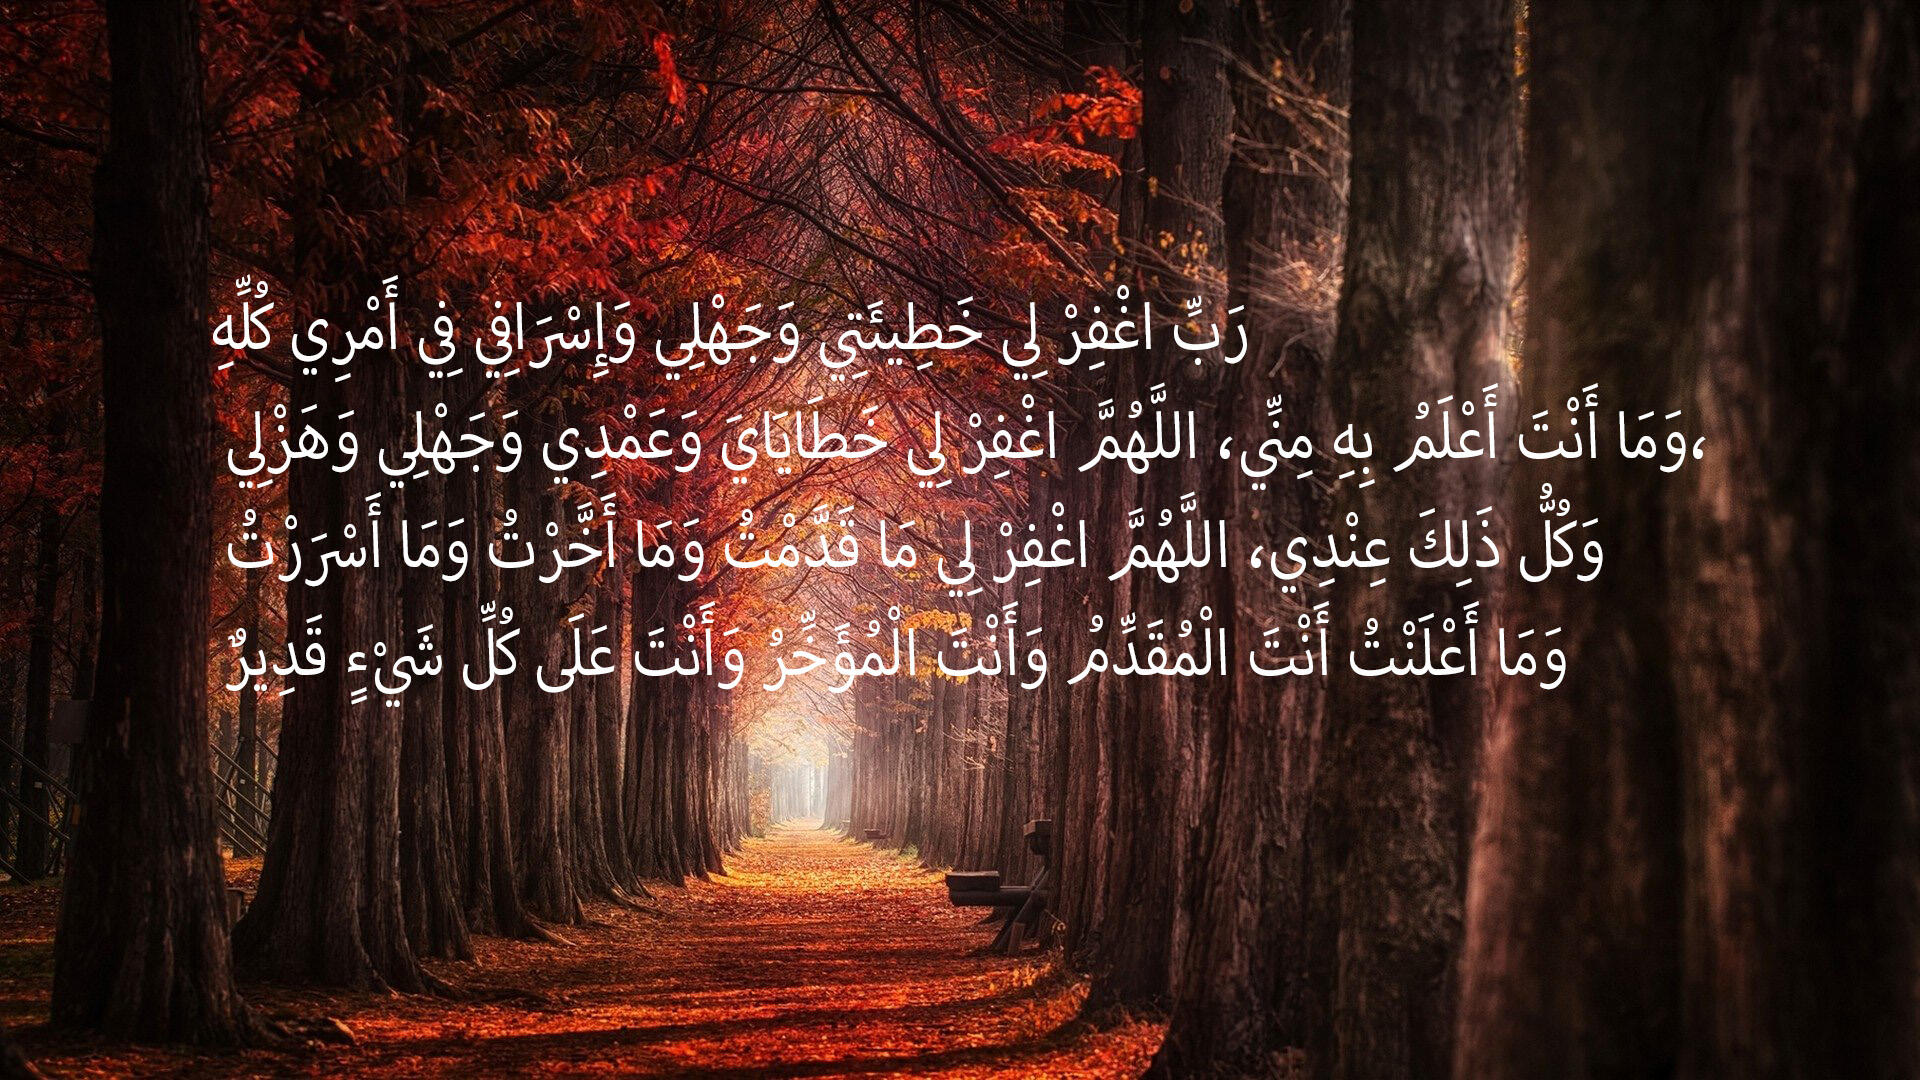 رَبِّ اغْفِرْ لِي خَطِيئَتِي وَجَهْلِي وَإِسْرَافِي فِي أَمْرِي كُلِّهِ
،وَمَا أَنْتَ أَعْلَمُ بِهِ مِنِّي، اللَّهُمَّ اغْفِرْ لِي خَطَايَايَ وَعَمْدِي وَجَهْلِي وَهَزْلِي
وَكُلُّ ذَلِكَ عِنْدِي، اللَّهُمَّ اغْفِرْ لِي مَا قَدَّمْتُ وَمَا أَخَّرْتُ وَمَا أَسْرَرْتُ
وَمَا أَعْلَنْتُ أَنْتَ الْمُقَدِّمُ وَأَنْتَ الْمُؤَخِّرُ وَأَنْتَ عَلَى كُلِّ شَيْءٍ قَدِيرٌ